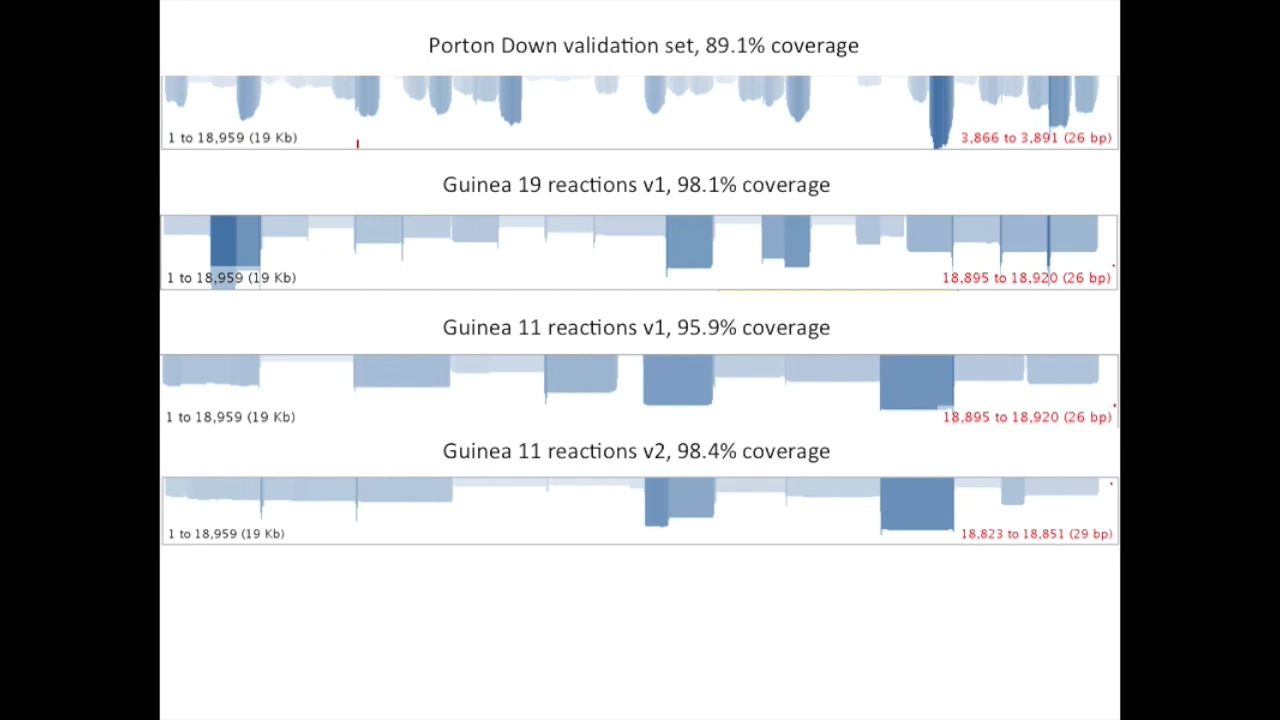 Porton Down validation set, 89.1% coverage
1 to 18,959 (19 Kb)
3,866 to 3,891 (26 bp)
Guinea 19 reactions v1, 98.1% coverage
1 to 18,959 (19 Kb)
18,895 to 18,920 (26 bp)
Guinea 11 reactions v1, 95.9% coverage
1 to 18,959 (19 Kb)
18,895 to 18,920 (26 bp)
Guinea 11 reactions v2, 98.4% coverage
1 to 18,959 (19 Kb)
18,823 to 18,851 (29 bp)